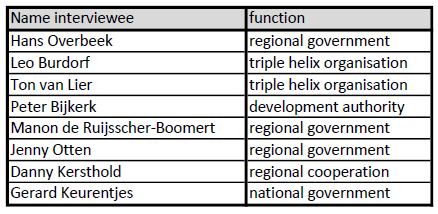 Name interviewee function
Hans Overbeek regional government
Leo Burdorf triple helix organisation
Ton van Lier triple helix organisation
Peter Bijkerk development authority
Manon de Ruijsscher-Boomert regional government
Jenny Otten regional government
Danny Kersthold regional cooperation
Gerard Keurentjes national government